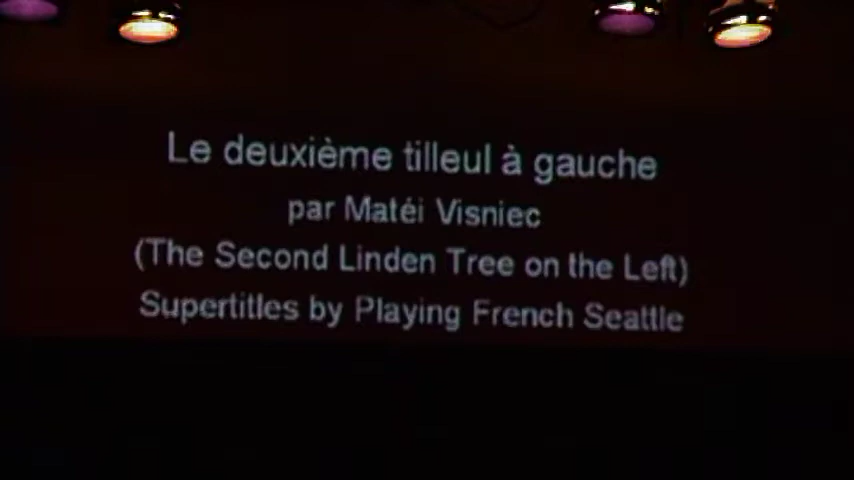 Le deuxième tilleul à gauche
par Matéi Visniec
(The Second Linden Tree on the Left)
Supertitles by Playing French Seattle